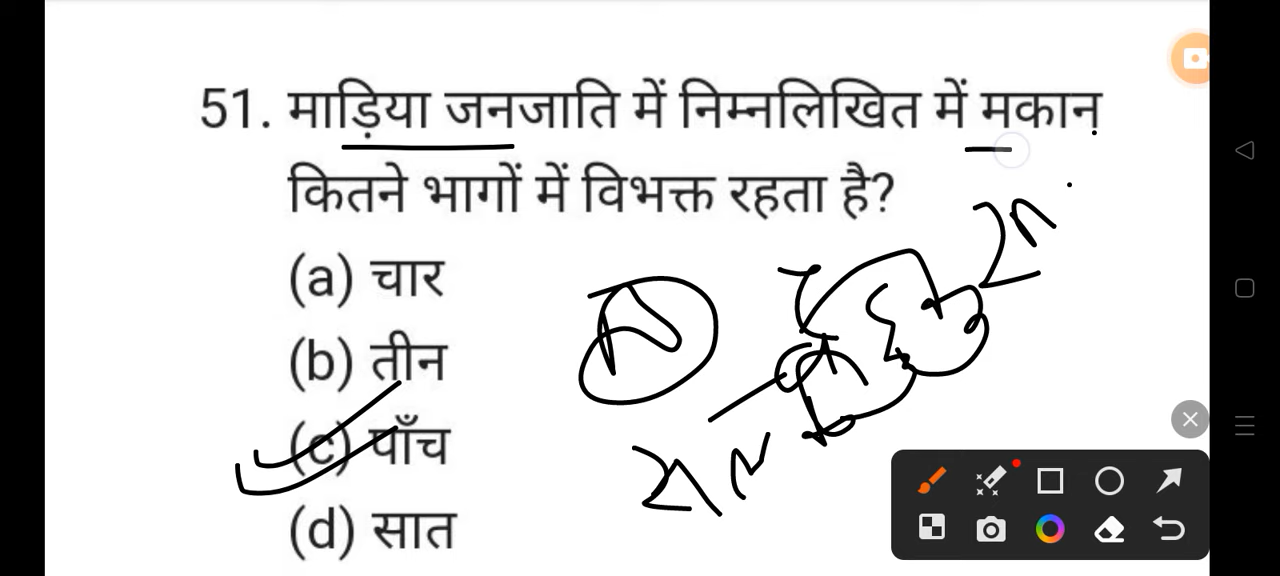 51. माड़िया जनजाति में निम्नलिखित में मकान
कितने भागों में विभक्त रहता है?
(a) चार
(b) तीन
(c) पाँच
(d) सात